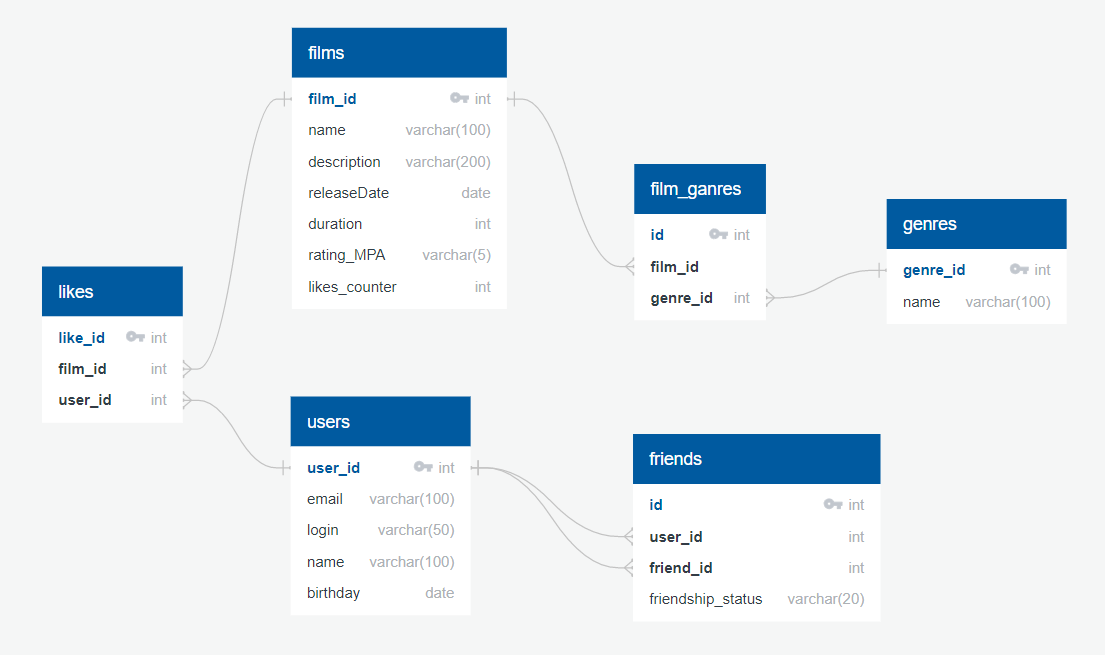 films
film_id int
name varchar(100)
description varchar(200)
releaseDate date
duration int
rating_MPA varchar(5)
likes_counter int
film_ganres
id int
film_id
genre_id int
genres
genre_id int
name varchar(100)
likes
like_id int
film_id int
user_id int
users
user_id int
email varchar(100)
login varchar(50)
name varchar(100)
birthday date
friends
id int
user_id int
friend_id int
friendship_status varchar(20)